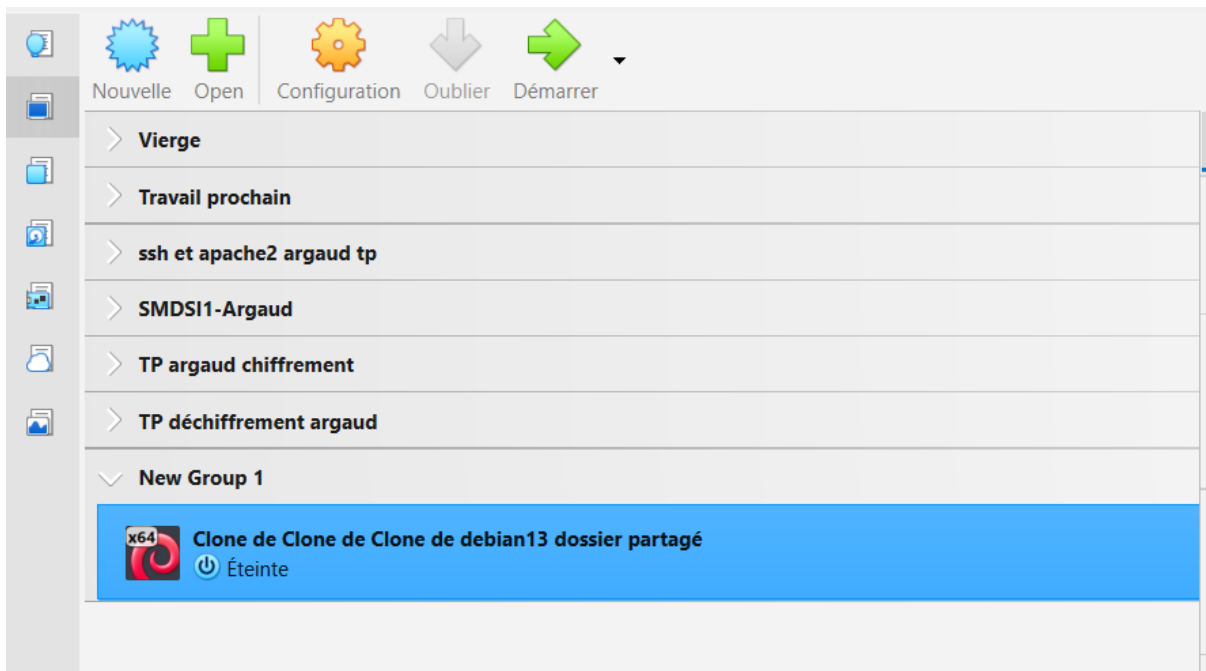 Nouvelle Open Configuration Oublier Démarrer
Vierge
Travail prochain
ssh et apache2 argaud tp
SMDSI1-Argaud
TP argaud chiffrement
TP déchiffrement argaud
New Group 1
x64 Clone de Clone de Clone de debian13 dossier partagé
Éteinte